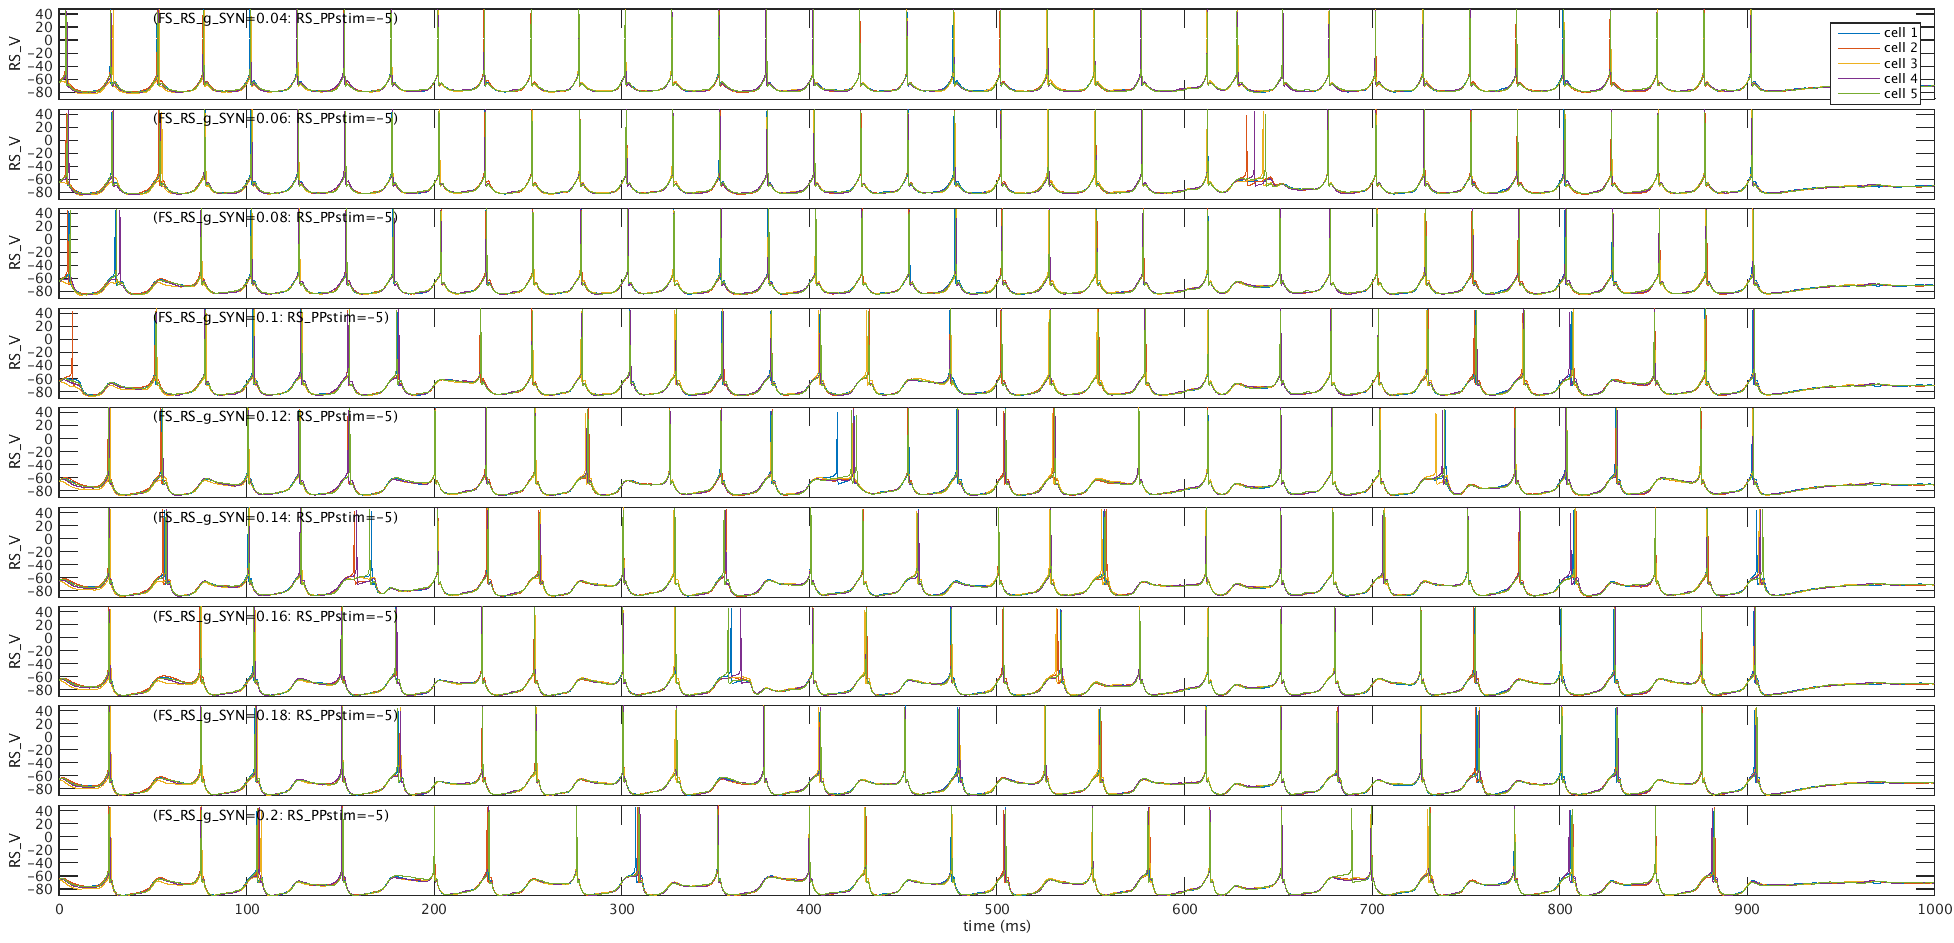 (FS_RS_g_SYN=0.04: RS_PPstim=-5)
RS_V
40
20
0
-20
-40
-60
-80
cell 1
cell 2
cell 3
cell 4
cell 5
(FS_RS_g_SYN=0.06: RS_PPstim=-5)
RS_V
40
20
0
-20
-40
-60
-80
(FS_RS_g_SYN=0.08: RS_PPstim=-5)
RS_V
40
20
0
-20
-40
-60
-80
(FS_RS_g_SYN=0.1: RS_PPstim=-5)
RS_V
40
20
0
-20
-40
-60
-80
(FS_RS_g_SYN=0.12: RS_PPstim=-5)
RS_V
40
20
0
-20
-40
-60
-80
(FS_RS_g_SYN=0.14: RS_PPstim=-5)
RS_V
40
20
0
-20
-40
-60
-80
(FS_RS_g_SYN=0.16: RS_PPstim=-5)
RS_V
40
20
0
-20
-40
-60
-80
(FS_RS_g_SYN=0.18: RS_PPstim=-5)
RS_V
40
20
0
-20
-40
-60
-80
(FS_RS_g_SYN=0.2: RS_PPstim=-5)
RS_V
40
20
0
-20
-40
-60
-80
0 100 200 300 400 500 600 700 800 900 1000
time (ms)